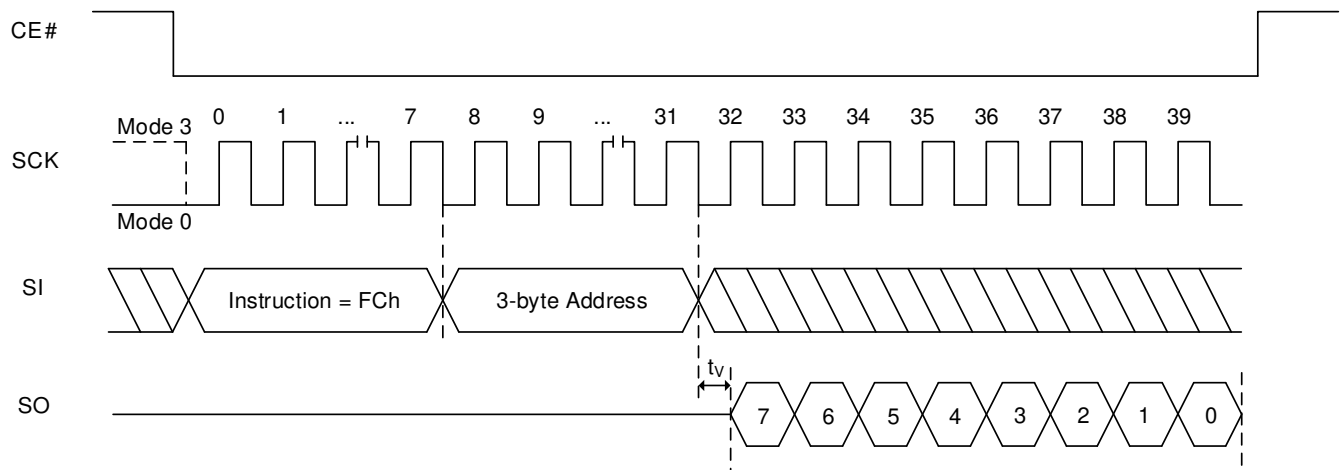 CE#
0 1 ... 7 8 9 ... 31 32 33 34 35 36 37 38 39
Mode 3
SCK
Mode 0
SI
Instruction = FCh 3-byte Address
tV
SO
7 6 5 4 3 2 1 0